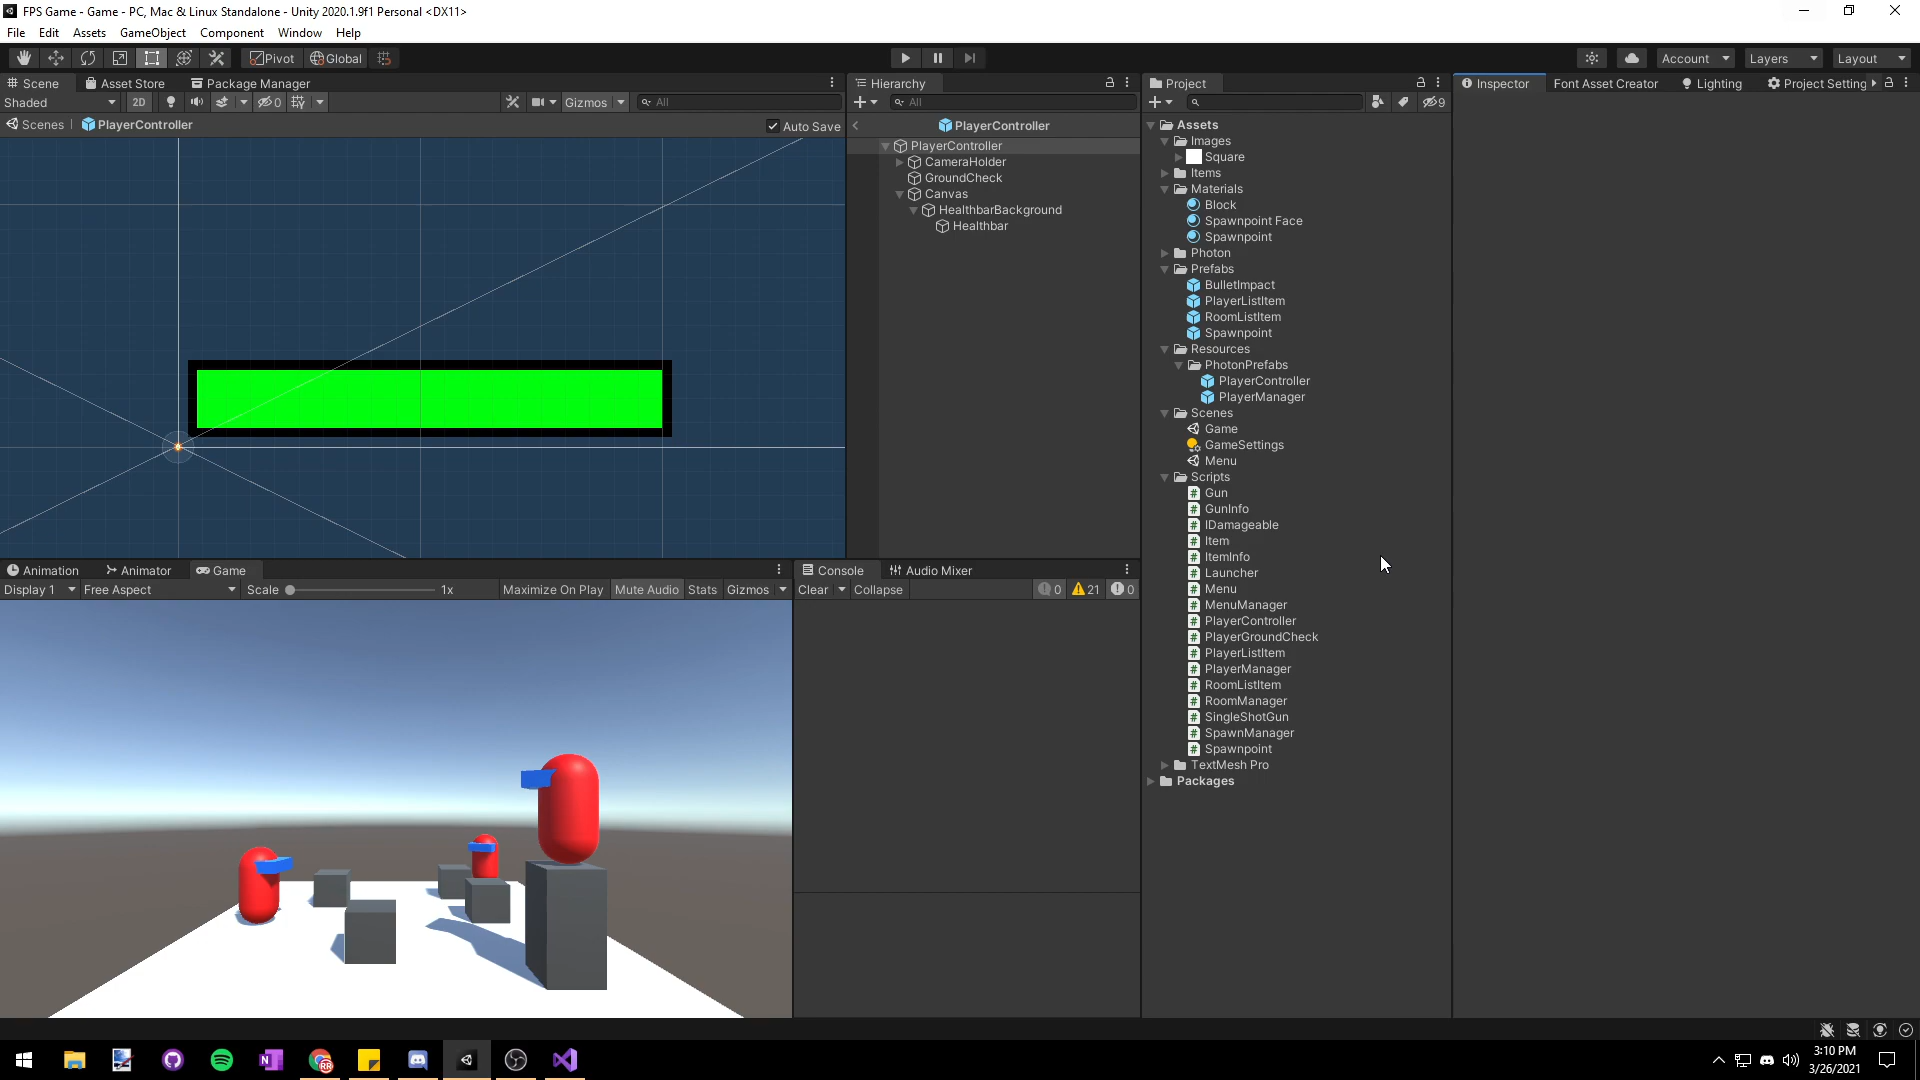 FPS Game - Game - PC, Mac & Linux Standalone - Unity 2020.1.9f1 Personal <DX11>
File Edit Assets GameObject Component Window Help
Pivot Global Account Layers Layout
Scene Asset Store Package Manager
Shaded 2D 0 Gizmos All
Scenes PlayerController Auto Save
Hierarchy
All
PlayerController
PlayerController
CameraHolder
GroundCheck
Canvas
HealthbarBackground
Healthbar
Project
9
Assets
Images
Square
Items
Materials
Block
Spawnpoint Face
Spawnpoint
Photon
Prefabs
BulletImpact
PlayerListItem
RoomListItem
Spawnpoint
Resources
PhotonPrefabs
PlayerController
PlayerManager
Scenes
Game
GameSettings
Menu
Scripts
Gun
GunInfo
IDamageable
Item
ItemInfo
Launcher
Menu
MenuManager
PlayerController
PlayerGroundCheck
PlayerListItem
PlayerManager
RoomListItem
RoomManager
SingleShotGun
SpawnManager
Spawnpoint
TextMesh Pro
Packages
Inspector Font Asset Creator Lighting Project Setting
Animation Animator Game
Display 1 Free Aspect Scale 1x Maximize On Play Mute Audio Stats Gizmos
Console Audio Mixer
Clear Collapse 0 21 0
RR
3:10 PM
3/26/2021